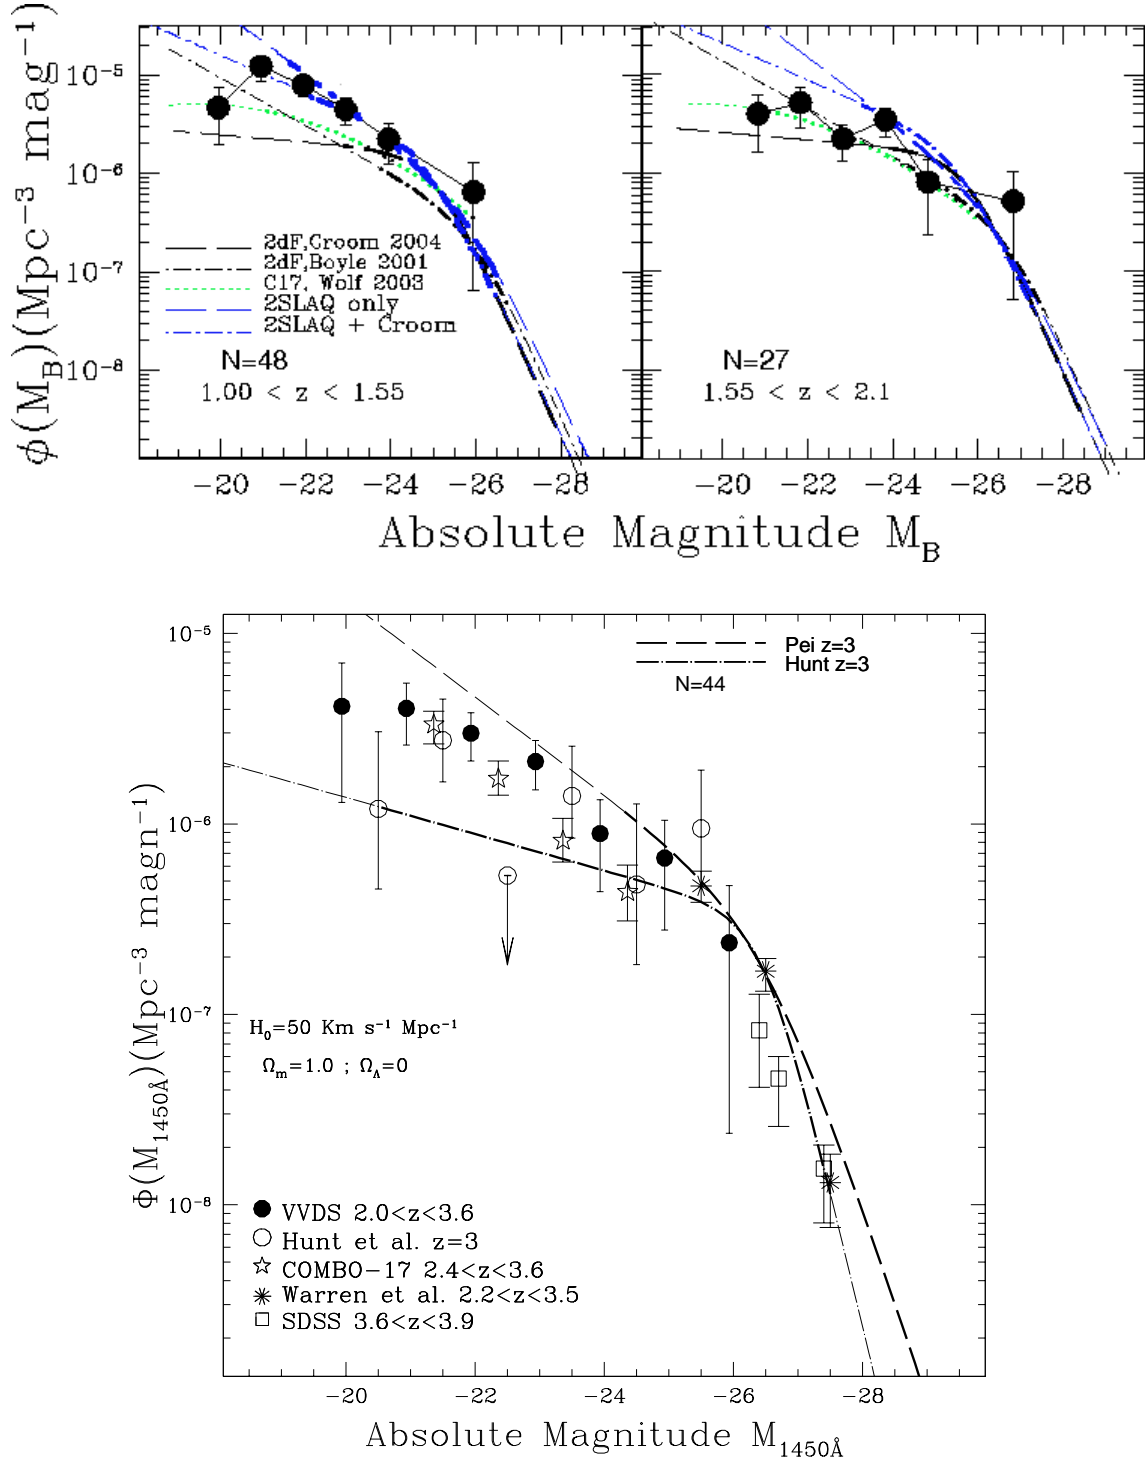 ϕ(M_B)(Mpc⁻³ mag⁻¹)
10⁻⁵
10⁻⁶
10⁻⁷
10⁻⁸
2dF,Croom 2004
2dF,Boyle 2001
C17, Wolf 2003
2SLAQ only
2SLAQ + Croom
N=48
1.00 < z < 1.55
N=27
1.55 < z < 2.1
−20 −22 −24 −26 −28 −20 −22 −24 −26 −28
Absolute Magnitude M_B
Pei z=3
Hunt z=3
N=44
Φ(M_1450Å)(Mpc⁻³ magn⁻¹)
10⁻⁵
10⁻⁶
10⁻⁷
10⁻⁸
H₀=50 Km s⁻¹ Mpc⁻¹
Ω_m=1.0 ; Ω_Λ=0
VVDS 2.0<z<3.6
Hunt et al. z=3
COMBO−17 2.4<z<3.6
Warren et al. 2.2<z<3.5
SDSS 3.6<z<3.9
−20 −22 −24 −26 −28
Absolute Magnitude M_1450Å